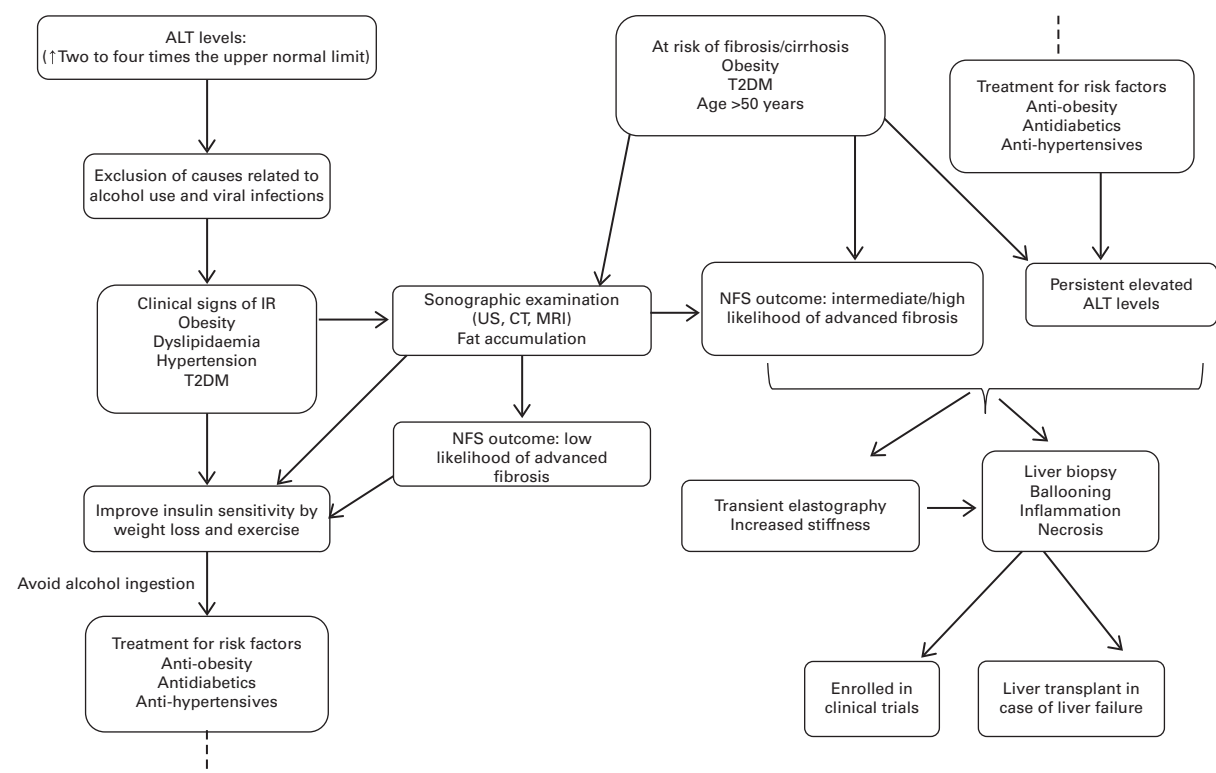 ALT levels:
(↑Two to four times the upper normal limit)
Exclusion of causes related to
alcohol use and viral infections
Clinical signs of IR
Obesity
Dyslipidaemia
Hypertension
T2DM
Improve insulin sensitivity by
weight loss and exercise
Avoid alcohol ingestion
Treatment for risk factors
Anti-obesity
Antidiabetics
Anti-hypertensives
At risk of fibrosis/cirrhosis
Obesity
T2DM
Age >50 years
Sonographic examination
(US, CT, MRI)
Fat accumulation
NFS outcome: low
likelihood of advanced
fibrosis
NFS outcome: intermediate/high
likelihood of advanced fibrosis
Treatment for risk factors
Anti-obesity
Antidiabetics
Anti-hypertensives
Persistent elevated
ALT levels
Transient elastography
Increased stiffness
Liver biopsy
Ballooning
Inflammation
Necrosis
Enrolled in
clinical trials
Liver transplant in
case of liver failure